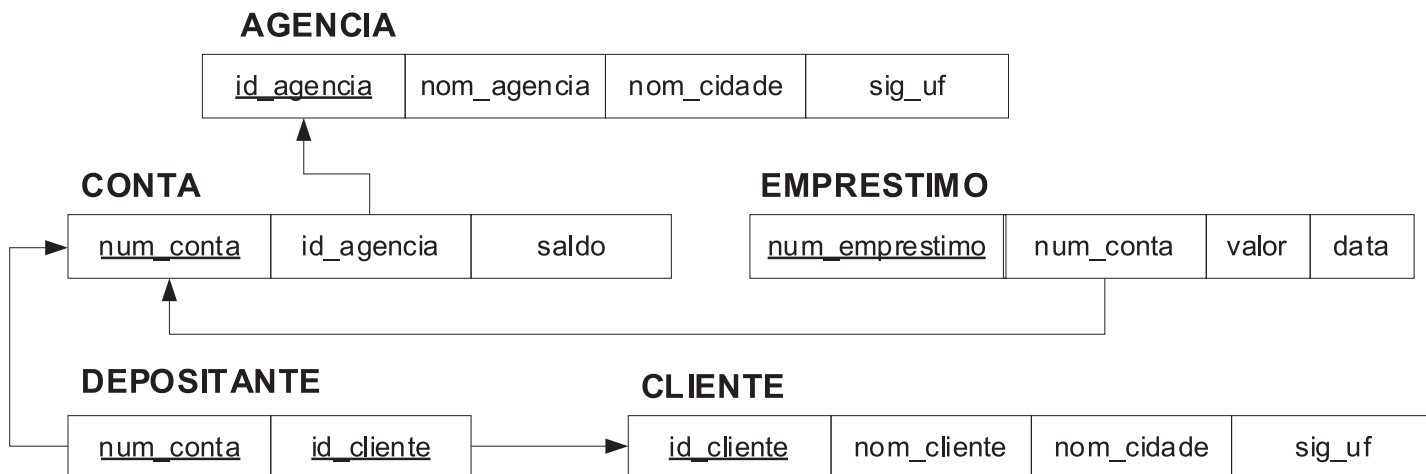 AGENCIA
id_agencia nom_agencia nom_cidade sig_uf
CONTA
num_conta id_agencia saldo
EMPRESTIMO
num_emprestimo num_conta valor data
DEPOSITANTE
num_conta id_cliente
CLIENTE
id_cliente nom_cliente nom_cidade sig_uf